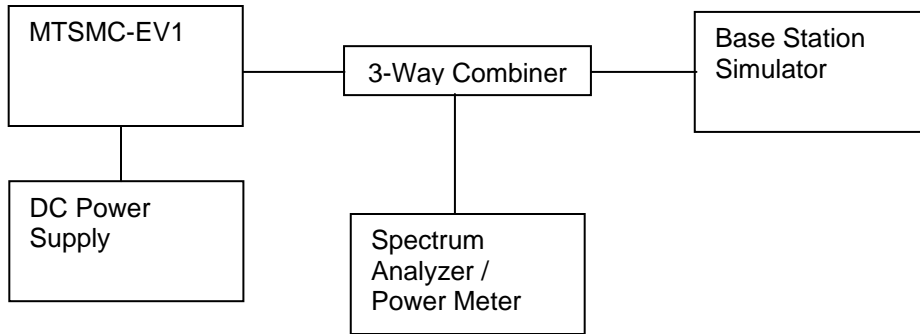 MTSMC-EV1
3-Way Combiner
Base Station
Simulator
DC Power
Supply
Spectrum
Analyzer /
Power Meter